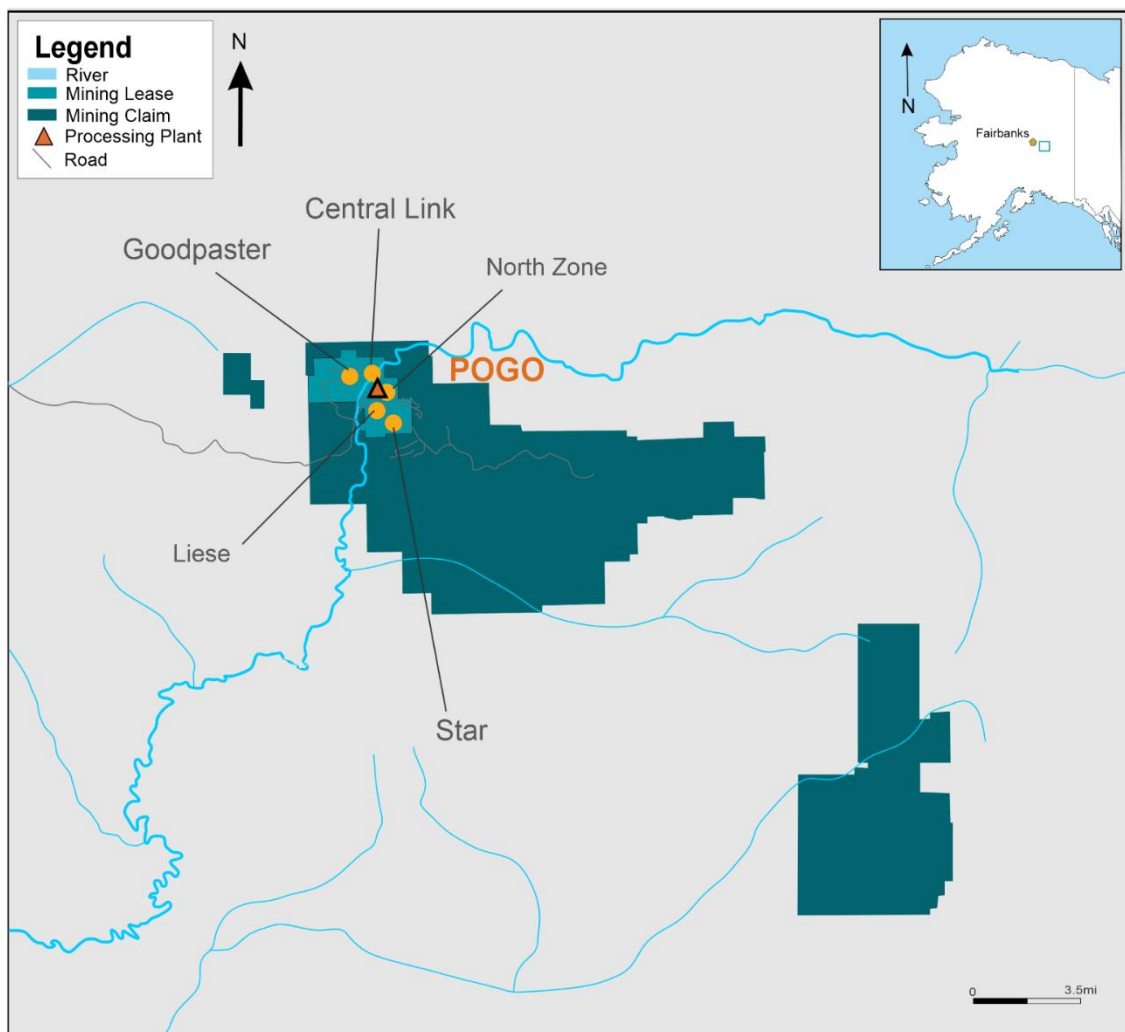 Legend
River
Mining Lease
Mining Claim
Processing Plant
Road
N
N
Fairbanks
Central Link
Goodpaster
North Zone
POGO
Liese
Star
0 3.5mi